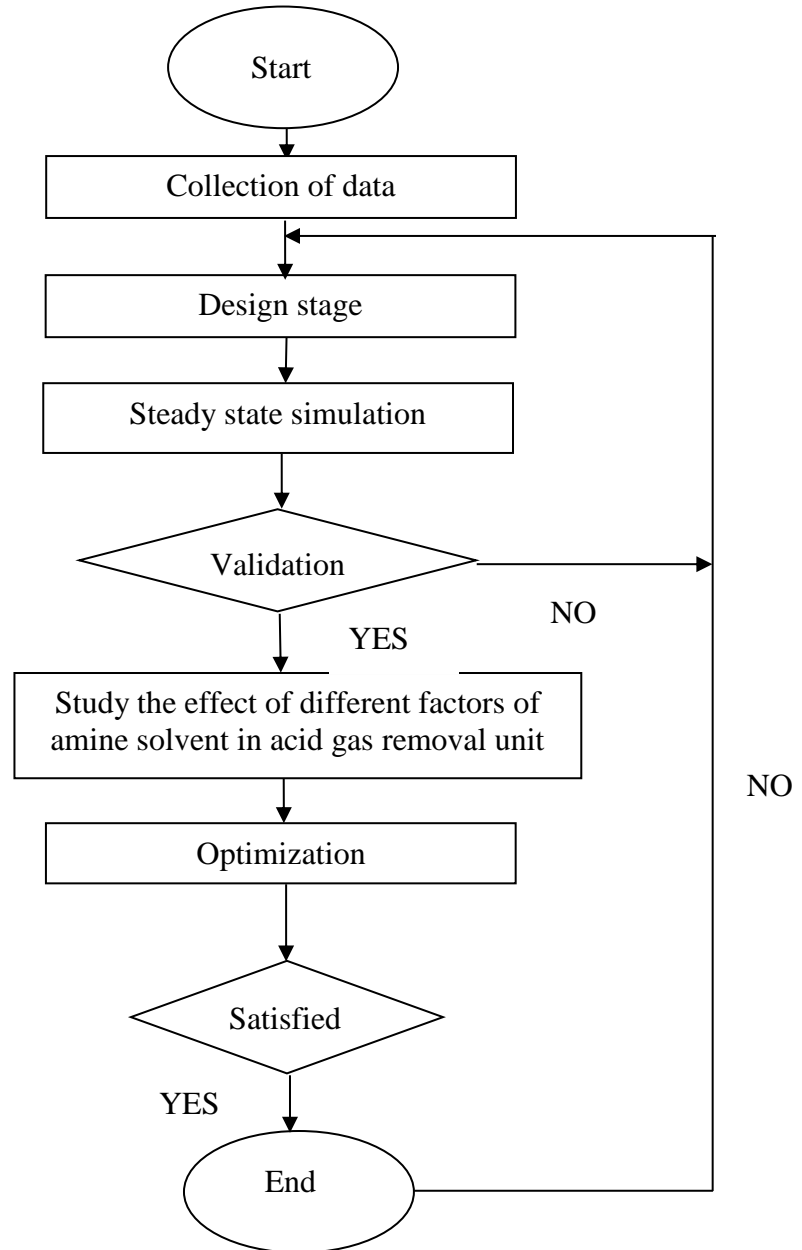 Start
Collection of data
Design stage
Steady state simulation
Validation
NO
YES
Study the effect of different factors of
amine solvent in acid gas removal unit
NO
Optimization
Satisfied
YES
End